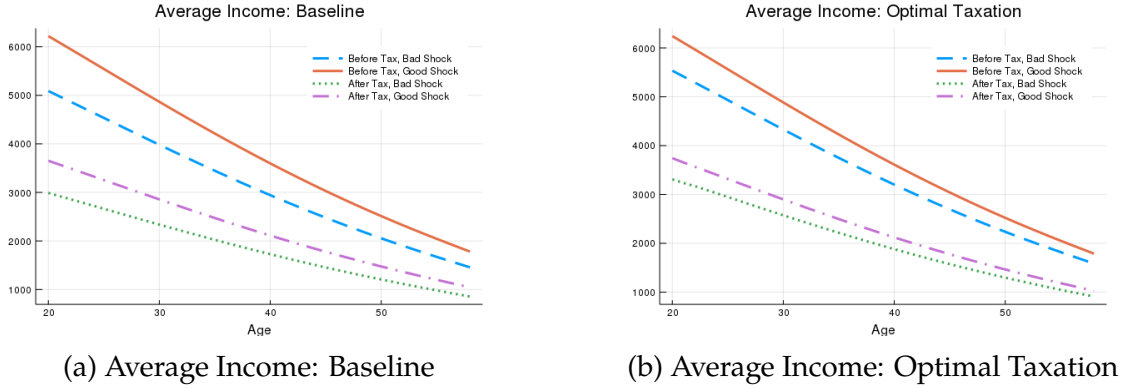 Average Income: Baseline
6000
5000
4000
3000
2000
1000
Before Tax, Bad Shock
Before Tax, Good Shock
After Tax, Bad Shock
After Tax, Good Shock
20 30 40 50
Age
(a) Average Income: Baseline
Average Income: Optimal Taxation
6000
5000
4000
3000
2000
1000
Before Tax, Bad Shock
Before Tax, Good Shock
After Tax, Bad Shock
After Tax, Good Shock
20 30 40 50
Age
(b) Average Income: Optimal Taxation